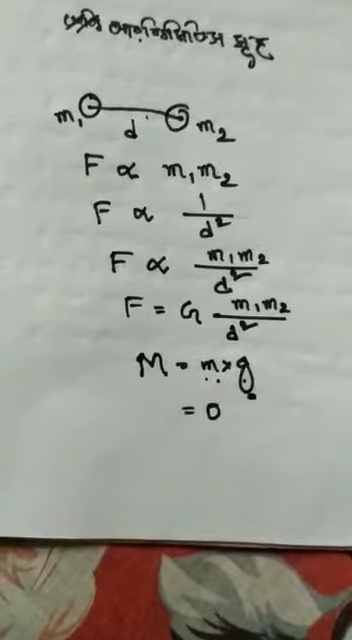 m₁ d m₂
F ∝ m₁m₂
F ∝ 1/d²
F ∝ m₁m₂/d²
F = G m₁m₂/d²
M = m×g
= 0